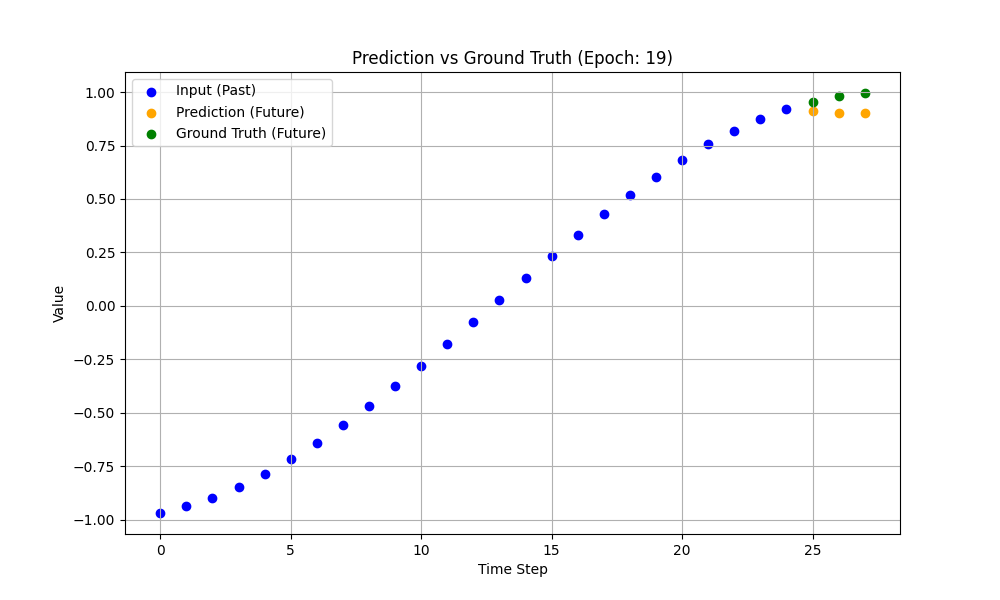 Prediction vs Ground Truth (Epoch: 19)
Input (Past)
Prediction (Future)
Ground Truth (Future)
1.00
0.75
0.50
0.25
0.00
−0.25
−0.50
−0.75
−1.00
Value
0 5 10 15 20 25
Time Step